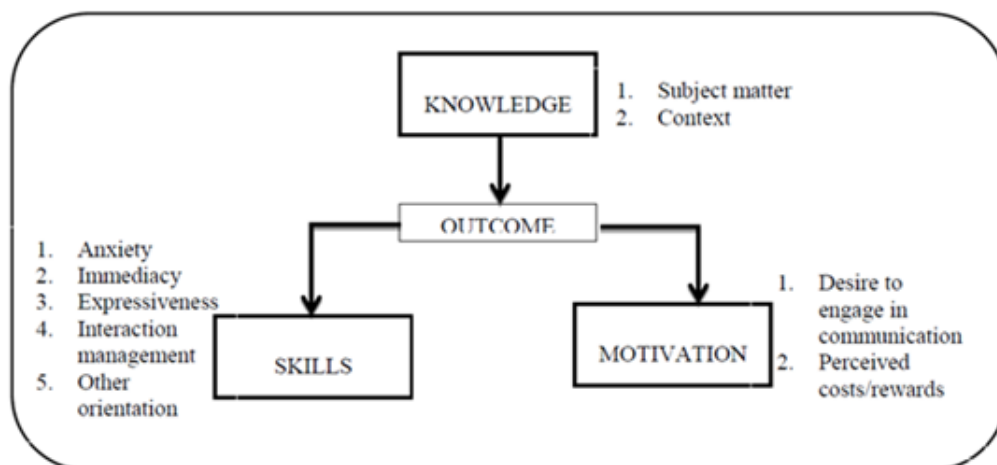 KNOWLEDGE
1. Subject matter
2. Context
OUTCOME
1. Anxiety
2. Immediacy
3. Expressiveness
4. Interaction
management
5. Other
orientation
SKILLS
MOTIVATION
1. Desire to
engage in
communication
2. Perceived
costs/rewards